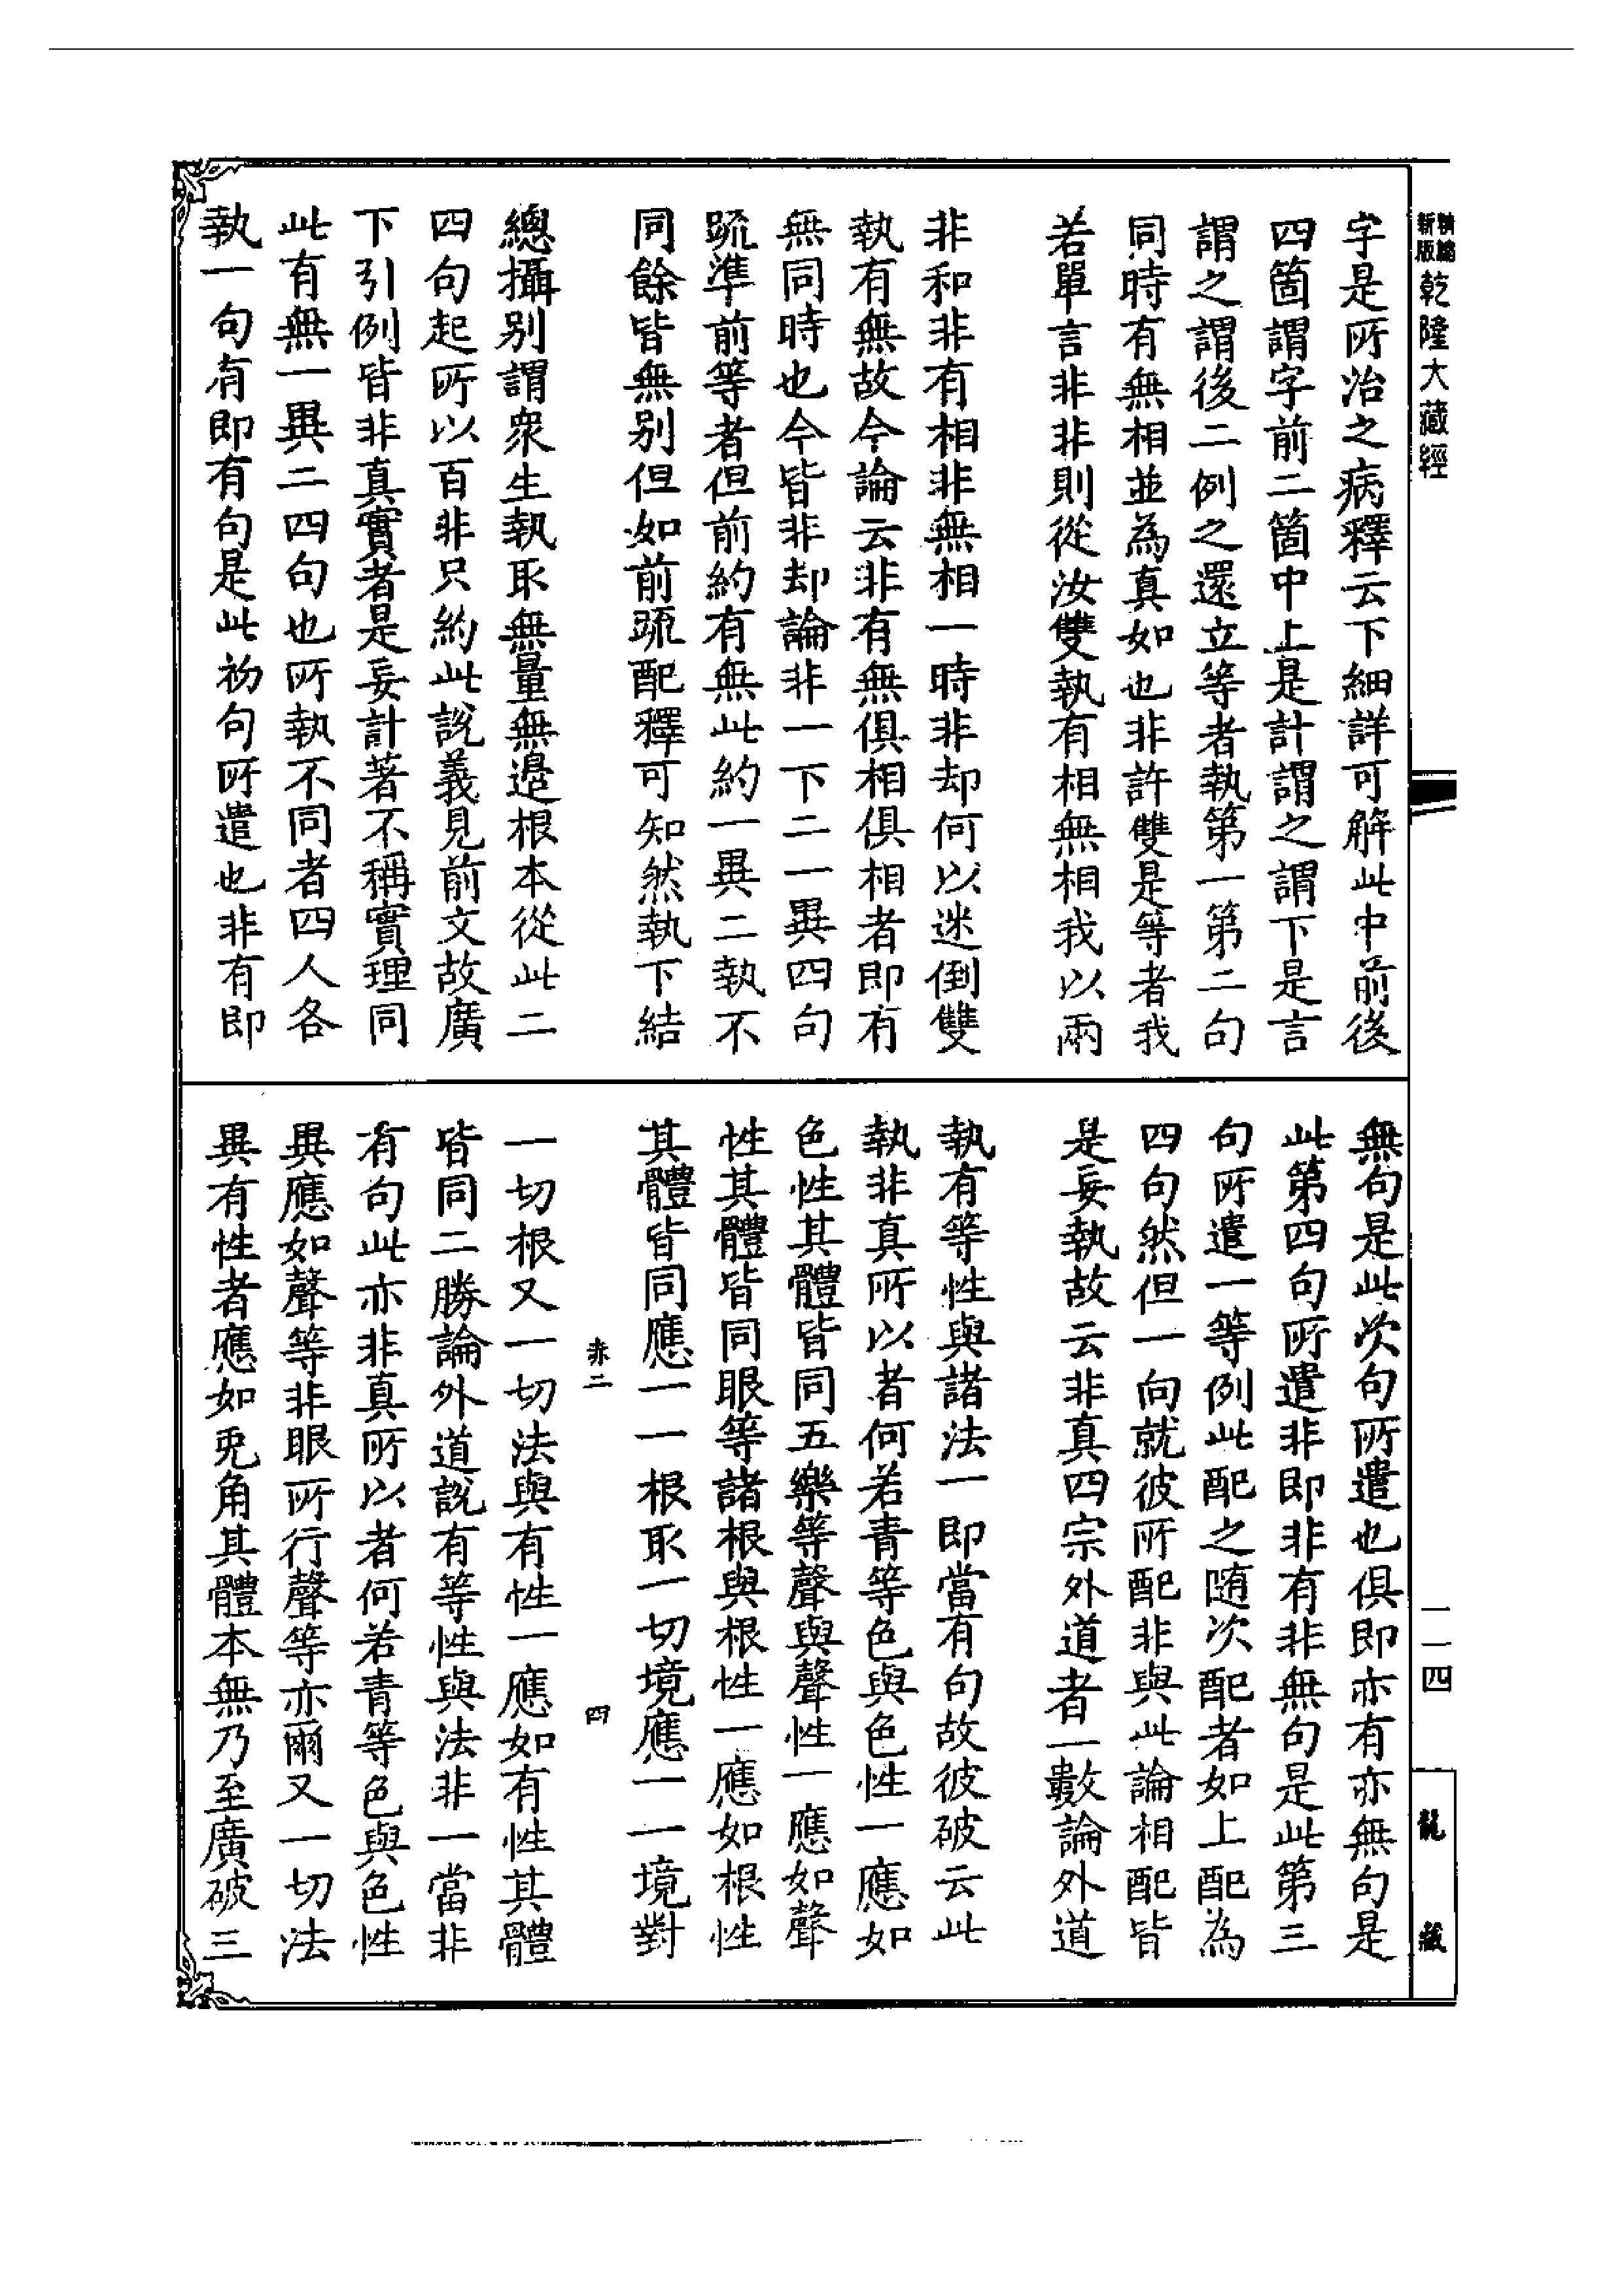 新版
精縮
乾隆大藏經
字是所治之病釋云下細詳可解此中前後
四箇謂字前二箇中上是計謂之謂下是言
謂之謂後二例之還立等者執第一第二句
同時有無相並為真如也非許雙是等者我
若單言非非則從汝雙執有相無相我以兩
非和非有相非無相一時非却何以迷倒雙
執有無故今論云非有無俱相俱相者即有
無同時也今皆非却論非一下二一異四句
䟽準前等者但前約有無此約一異二執不
同餘皆無別但如前䟽配釋可知然執下結
總攝別謂衆生執取無量無邊根本從此二
四句起所以百非只約此說義見前文故廣
下引例皆非真實者是妄計著不稱實理同
此有無一異二四句也所執不同者四人各
執一句有即有句是此初句所遣也非有即
無句是此次句所遣也俱即亦有亦無句是
此第四句所遣非即非有非無句是此第三
句所遣一等例此配之随次配者如上配為
四句然但一向就彼所配非與此論相配皆
是妄執故云非真四宗外道者一數論外道
執有等性與諸法一即當有句故彼破云此
執非真所以者何若青等色與色性一應如
色性其體皆同五樂等聲與聲性一應如聲
性其體皆同眼等諸根與根性一應如根性
其體皆同應一一根取一切境應一一境對
赤二
四
一切根又一切法與有性一應如有性其體
皆同二勝論外道說有等性與法非一當非
有句此亦非真所以者何若青等色與色性
異應如聲等非眼所行聲等亦爾又一切法
異有性者應如兎角其體本無乃至廣破三
一一四
龍藏